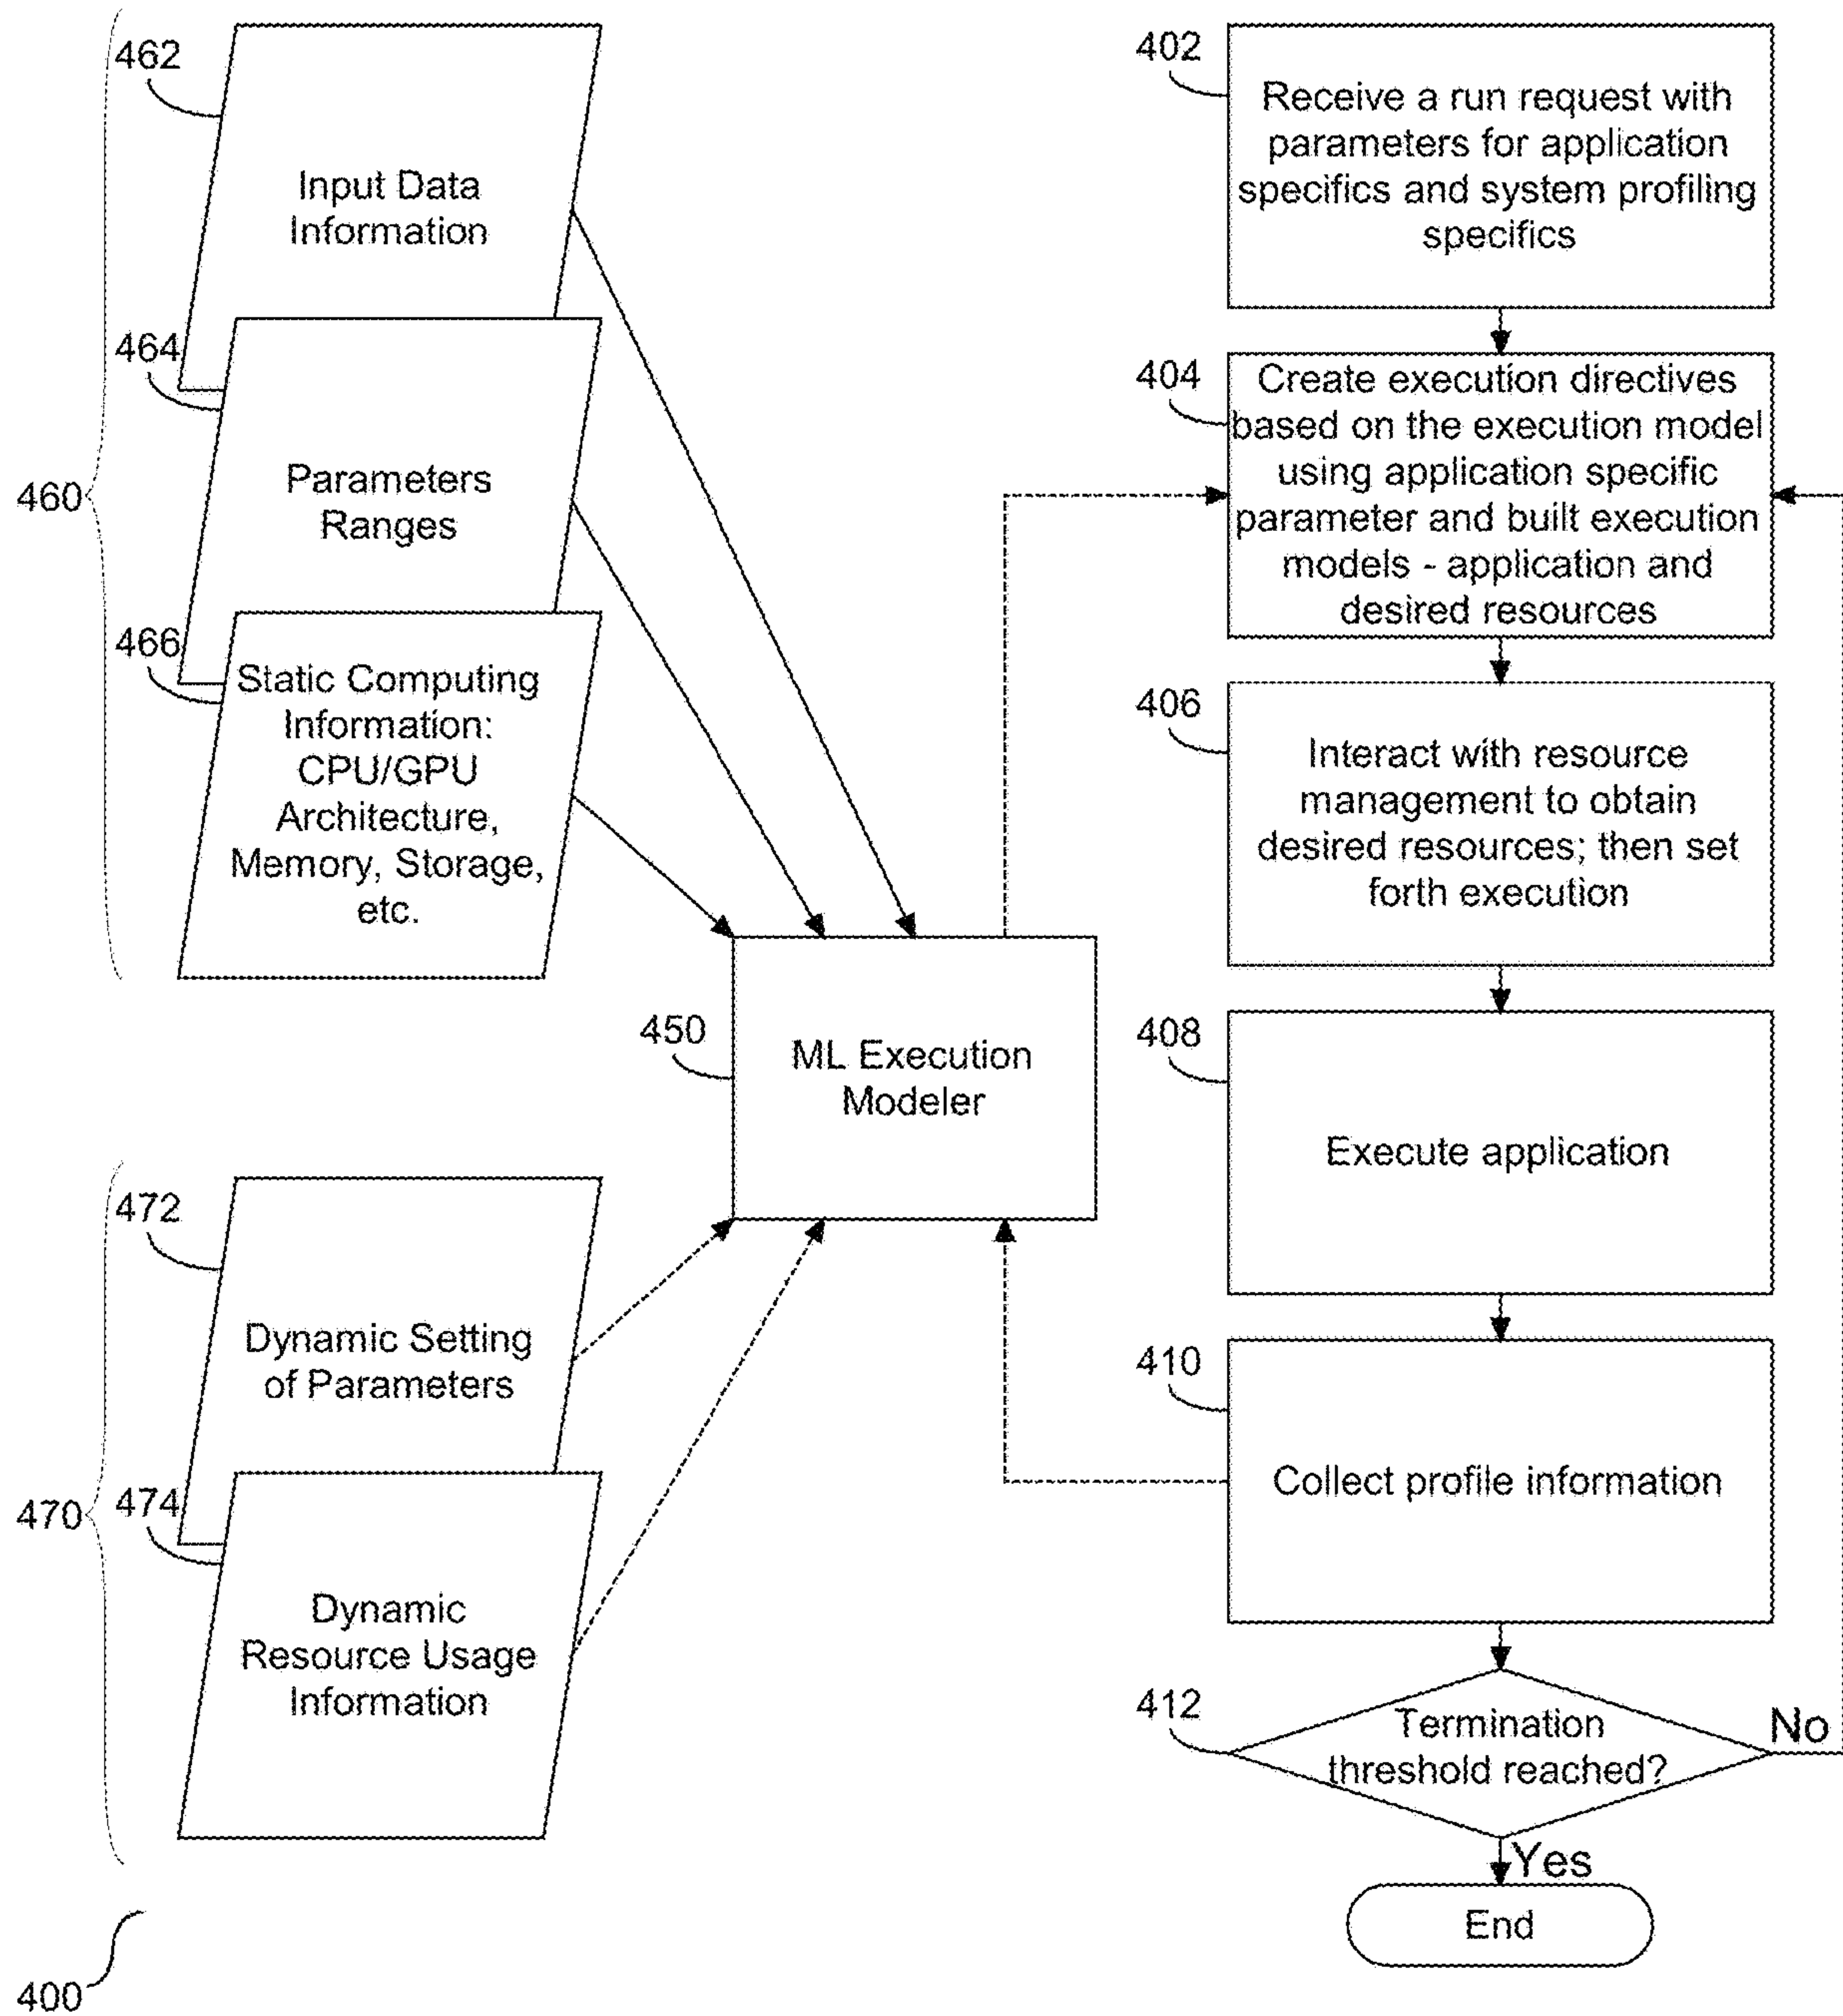 462
Input Data
Information
464
Parameters
Ranges
460
466
Static Computing
Information:
CPU/GPU
Architecture,
Memory, Storage,
etc.
450
ML Execution
Modeler
472
Dynamic Setting
of Parameters
470
474
Dynamic
Resource Usage
Information
400
402
Receive a run request with
parameters for application
specifics and system profiling
specifics
404
Create execution directives
based on the execution model
using application specific
parameter and built execution
models - application and
desired resources
406
Interact with resource
management to obtain
desired resources; then set
forth execution
408
Execute application
410
Collect profile information
412
Termination
threshold reached?
No
Yes
End